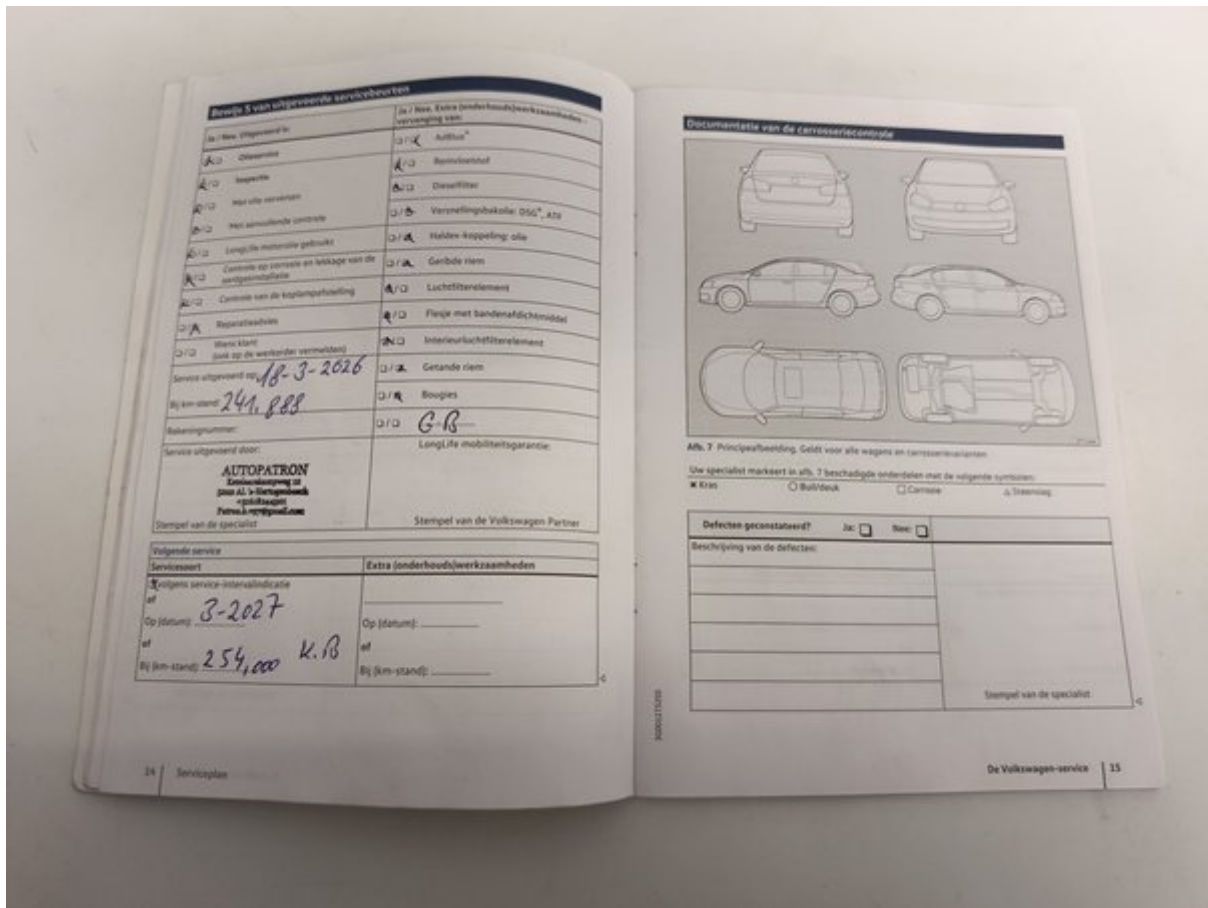 Bewijs 5 van uitgevoerde servicebeurten
Ja / Nee. Uitgevoerd is:
Olieservice
Inspectie
Met olie verversen
Met aanvullende controle
LongLife motorolie gebruikt
Controle op corrosie en lekkage van de
aardgasinstallatie
Controle van de koplampafstelling
Reparatieadvies
Wens klant
(ook op de werkorder vermelden)
Service uitgevoerd op: 18-3-2026
Bij km-stand: 241.888
Rekeningnummer:
Service uitgevoerd door:
AUTOPATRON
Stempel van de specialist
Ja / Nee. Extra (onderhouds)werkzaamheden -
vervanging van:
AdBlue®
Remvloeistof
Dieselfilter
Versnellingsbakolie: DSG®, ATF
Haldex-koppeling: olie
Geribde riem
Luchtfilterelement
Flesje met bandenafdichtmiddel
Interieurluchtfilterelement
Getande riem
Bougies
G-B
LongLife mobiliteitsgarantie:
Stempel van de Volkswagen Partner
Volgende service
Servicesoort
Extra (onderhouds)werkzaamheden
volgens service-intervalindicatie
of
Op (datum): 3-2027
of
Bij (km-stand): 254,000 K.B
Op (datum):
of
Bij (km-stand):
14 Serviceplan
Documentatie van de carrosseriecontrole
Afb. 7 Principeafbeelding. Geldt voor alle wagens en carrosserievarianten
Uw specialist markeert in afb. 7 beschadigde onderdelen met de volgende symbolen:
Kras Buil/deuk Corrosie Steenslag
Defecten geconstateerd? Ja: Nee:
Beschrijving van de defecten:
Stempel van de specialist
De Volkswagen-service 15